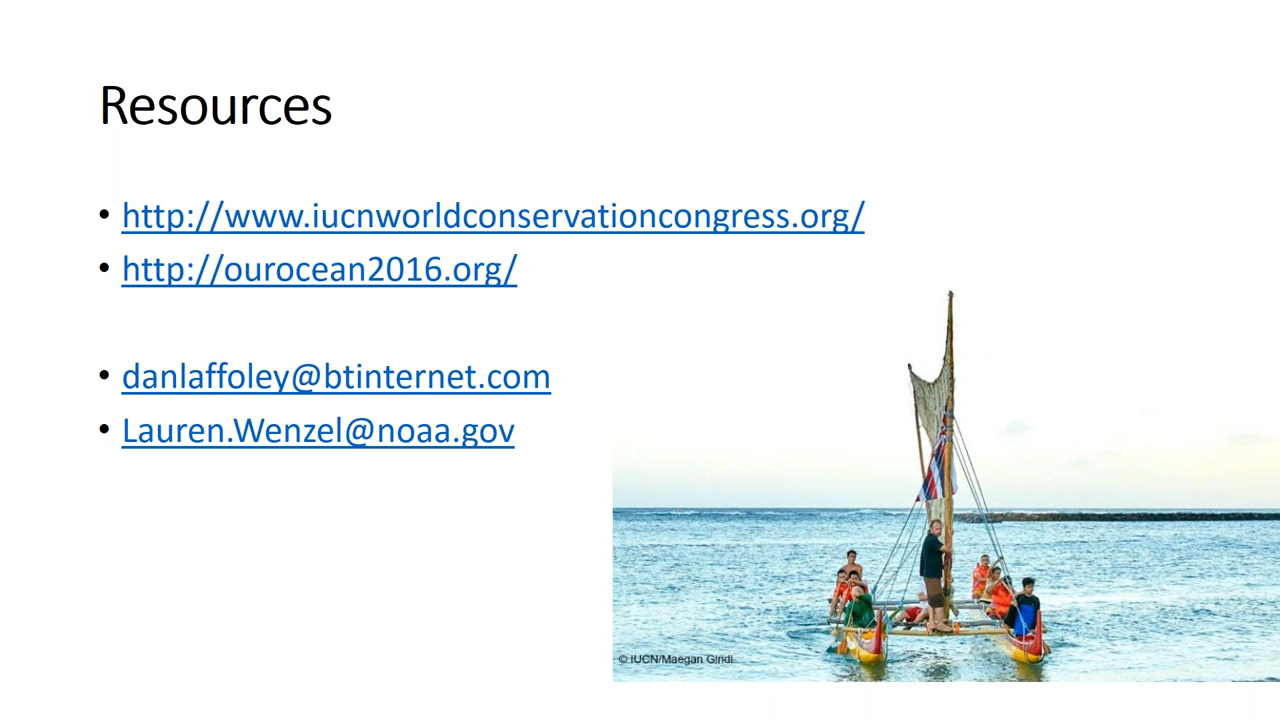 Resources
• http://www.iucnworldconservationcongress.org/
• http://ourocean2016.org/
• danlaffoley@btinternet.com
• Lauren.Wenzel@noaa.gov
© IUCN/Maegan Gindi